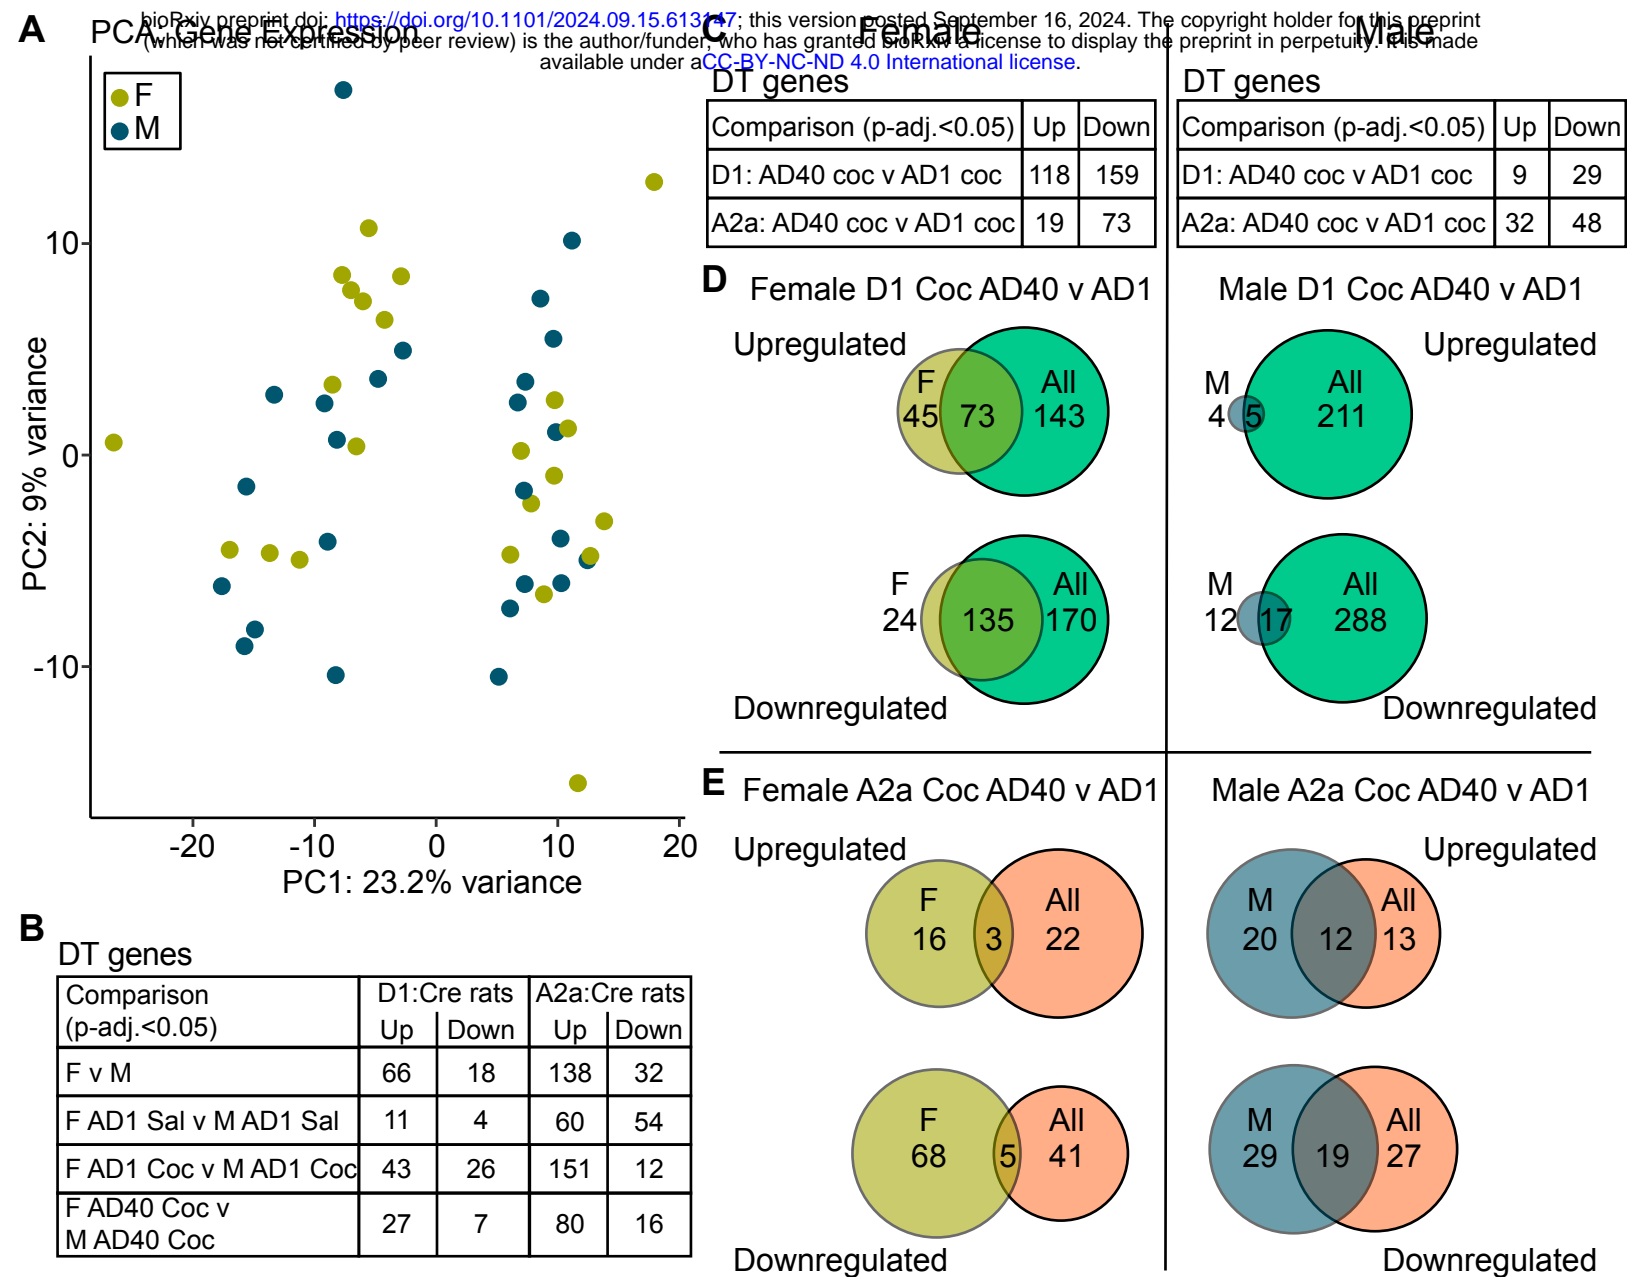 bioRxiv preprint doi: https://doi.org/10.1101/2024.09.15.613147; this version posted September 16, 2024. The copyright holder for this preprint
(which was not certified by peer review) is the author/funder, who has granted bioRxiv a license to display the preprint in perpetuity. It is made
available under aCC-BY-NC-ND 4.0 International license.
A
PCA: Gene Expression
F
M
10
0
-10
PC2: 9% variance
-20
-10
0
10
20
PC1: 23.2% variance
B
DT genes
Comparison
(p-adj.<0.05)
D1:Cre rats
A2a:Cre rats
Up Down Up Down
F v M 66 18 138 32
F AD1 Sal v M AD1 Sal 11 4 60 54
F AD1 Coc v M AD1 Coc 43 26 151 12
F AD40 Coc v
M AD40 Coc 27 7 80 16
C
Female
DT genes
Comparison (p-adj.<0.05) Up Down
D1: AD40 coc v AD1 coc 118 159
A2a: AD40 coc v AD1 coc 19 73
Male
DT genes
Comparison (p-adj.<0.05) Up Down
D1: AD40 coc v AD1 coc 9 29
A2a: AD40 coc v AD1 coc 32 48
D
Female D1 Coc AD40 v AD1
Upregulated
F All
45 73 143
F All
24 135 170
Downregulated
Male D1 Coc AD40 v AD1
Upregulated
M All
4 5 211
M All
12 17 288
Downregulated
E
Female A2a Coc AD40 v AD1
Upregulated
F All
16 3 22
F All
68 5 41
Downregulated
Male A2a Coc AD40 v AD1
Upregulated
M All
20 12 13
M All
29 19 27
Downregulated